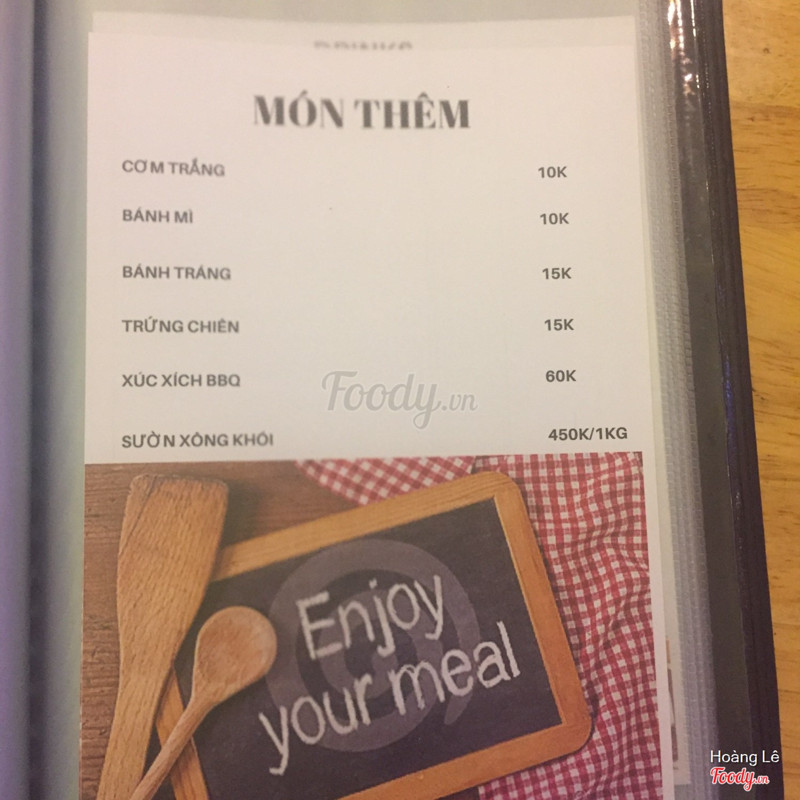 MÓN THÊM
CƠM TRẮNG 10K
BÁNH MÌ 10K
BÁNH TRÁNG 15K
TRỨNG CHIÊN 15K
XÚC XÍCH BBQ 60K
Foody.vn
SƯỜN XÔNG KHÓI 450K/1KG
Enjoy
your meal
Hoàng Lê
Foody.vn